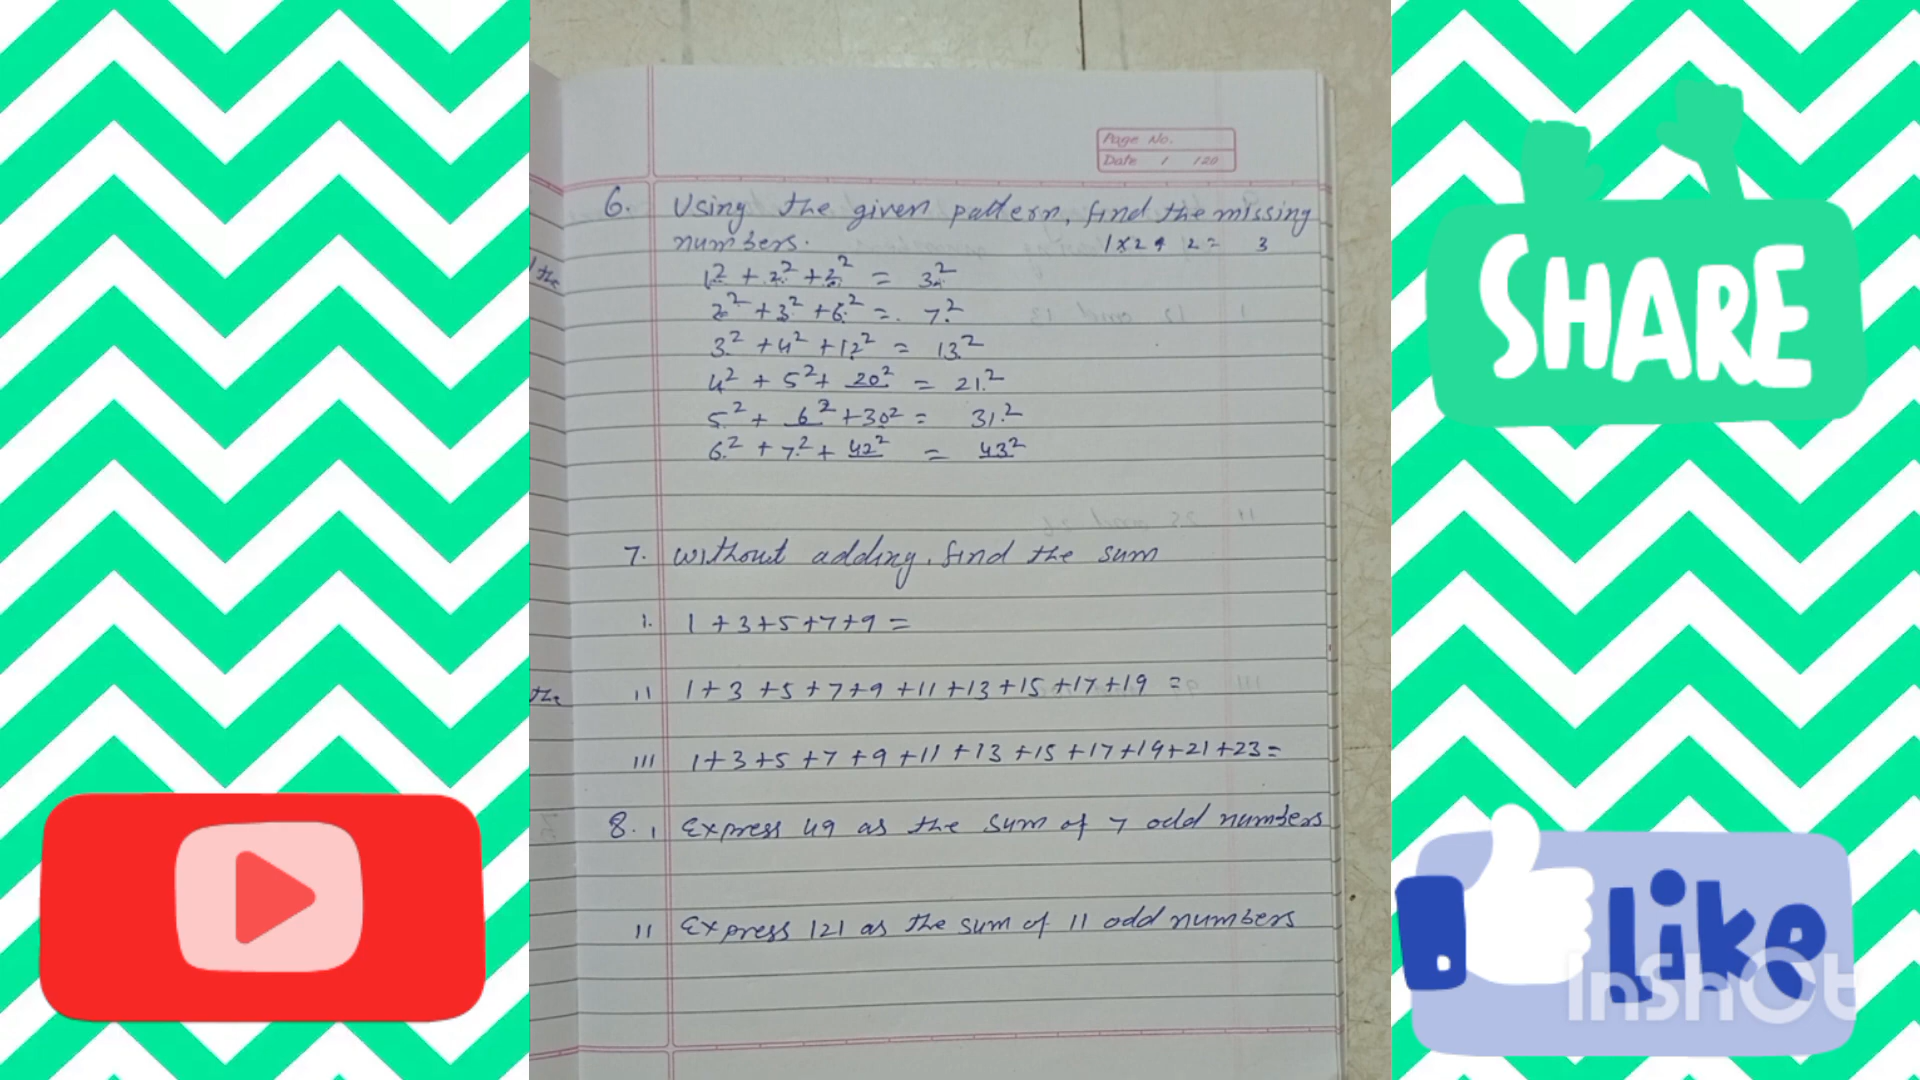 Page No.
Date / /20
6. Using the given pattern, find the missing
numbers. 1x2 2 = 3
1² + 2² + 2² = 3²
2² + 3² + 6² = 7²
3² + 4² + 12² = 13²
4² + 5² + 20² = 21²
5² + 6² + 30² = 31²
6² + 7² + 42² = 43²
7. Without adding, find the sum
i. 1 + 3 + 5 + 7 + 9 =
the ii 1 + 3 + 5 + 7 + 9 + 11 + 13 + 15 + 17 + 19 =
iii 1 + 3 + 5 + 7 + 9 + 11 + 13 + 15 + 17 + 19 + 21 + 23 =
8. i Express 49 as the sum of 7 odd numbers
ii Express 121 as the sum of 11 odd numbers
the
SHARE
Like
InShOt